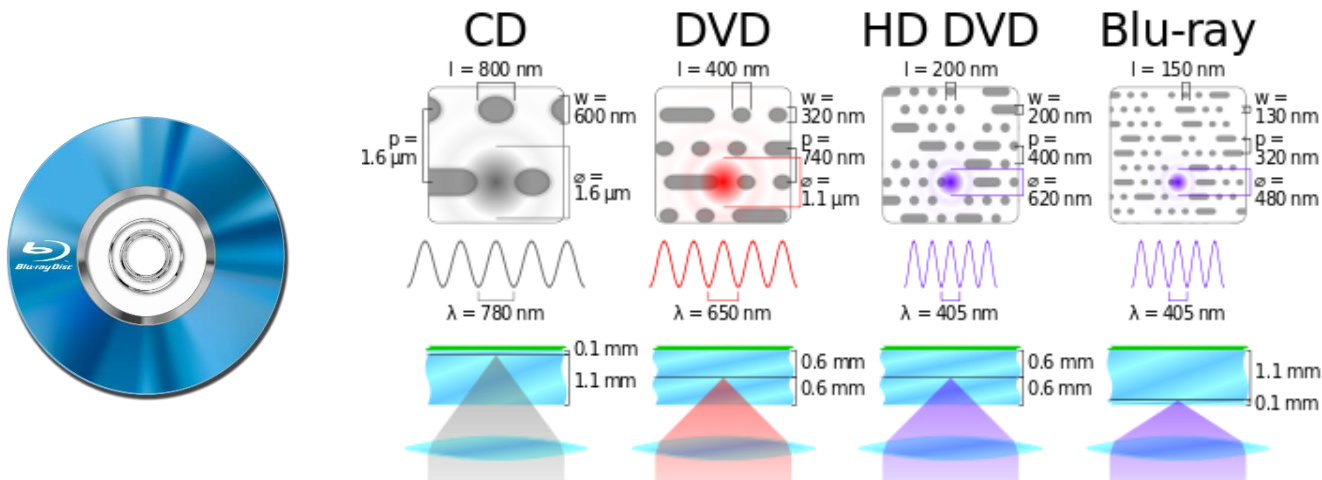 Blu-ray Disc
CD
l = 800 nm
w =
600 nm
p =
1.6 µm
⌀ =
1.6 µm
λ = 780 nm
0.1 mm
1.1 mm
DVD
l = 400 nm
w =
320 nm
p =
740 nm
⌀ =
1.1 µm
λ = 650 nm
0.6 mm
0.6 mm
HD DVD
l = 200 nm
w =
200 nm
p =
400 nm
⌀ =
620 nm
λ = 405 nm
0.6 mm
0.6 mm
Blu-ray
l = 150 nm
w =
130 nm
p =
320 nm
⌀ =
480 nm
λ = 405 nm
1.1 mm
0.1 mm